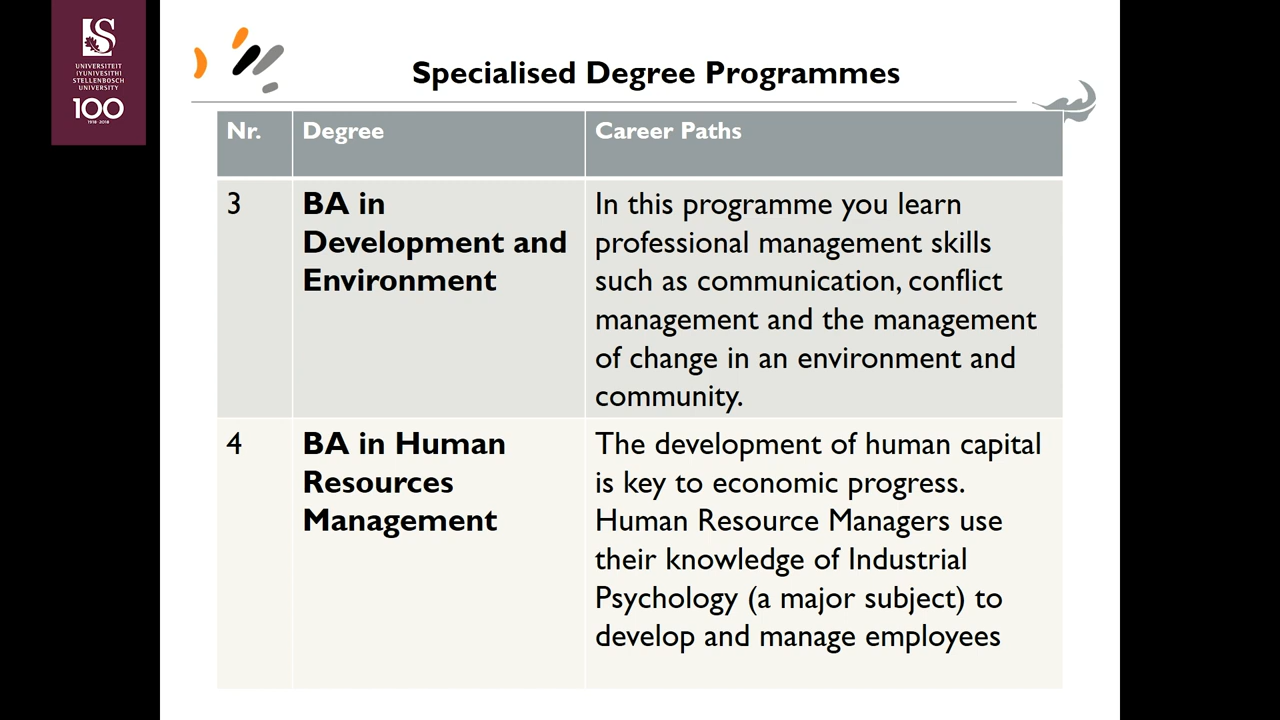 UNIVERSITEIT
IYUNIVESITHI
STELLENBOSCH
UNIVERSITY
100
1918 · 2018
Specialised Degree Programmes
Nr.
Degree
Career Paths
3
BA in
Development and
Environment
In this programme you learn
professional management skills
such as communication, conflict
management and the management
of change in an environment and
community.
4
BA in Human
Resources
Management
The development of human capital
is key to economic progress.
Human Resource Managers use
their knowledge of Industrial
Psychology (a major subject) to
develop and manage employees